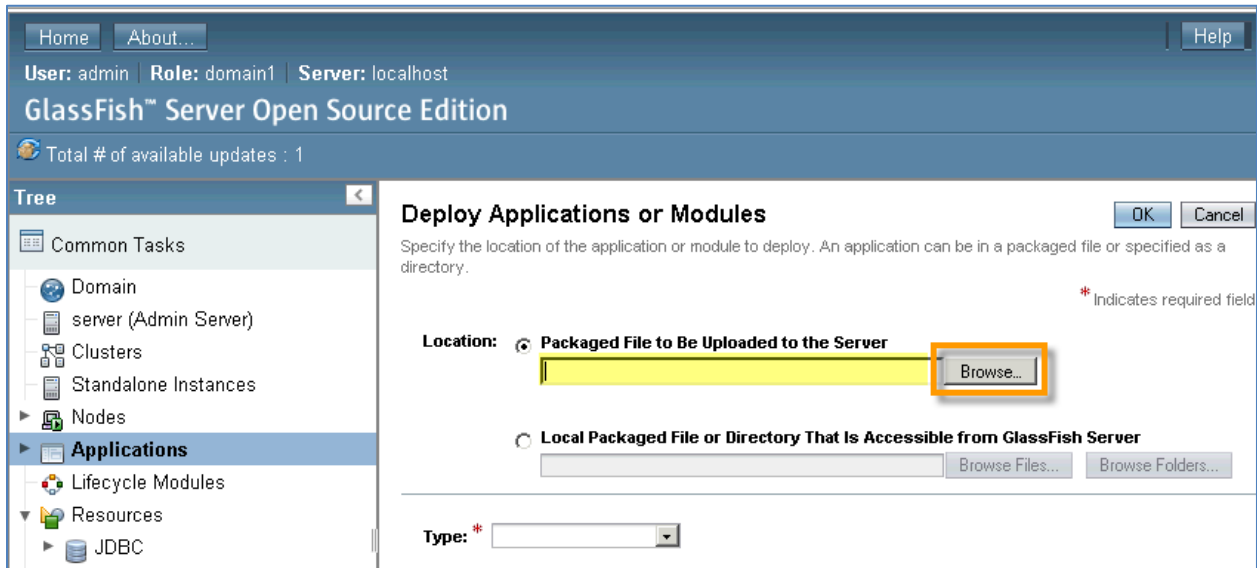 Home About... Help
User: admin Role: domain1 Server: localhost
GlassFish™ Server Open Source Edition
Total # of available updates : 1
Tree
Common Tasks
Domain
server (Admin Server)
Clusters
Standalone Instances
Nodes
Applications
Lifecycle Modules
Resources
JDBC
Deploy Applications or Modules
OK Cancel
Specify the location of the application or module to deploy. An application can be in a packaged file or specified as a
directory.
* Indicates required field
Location: Packaged File to Be Uploaded to the Server
Browse...
Local Packaged File or Directory That Is Accessible from GlassFish Server
Browse Files... Browse Folders...
Type: *